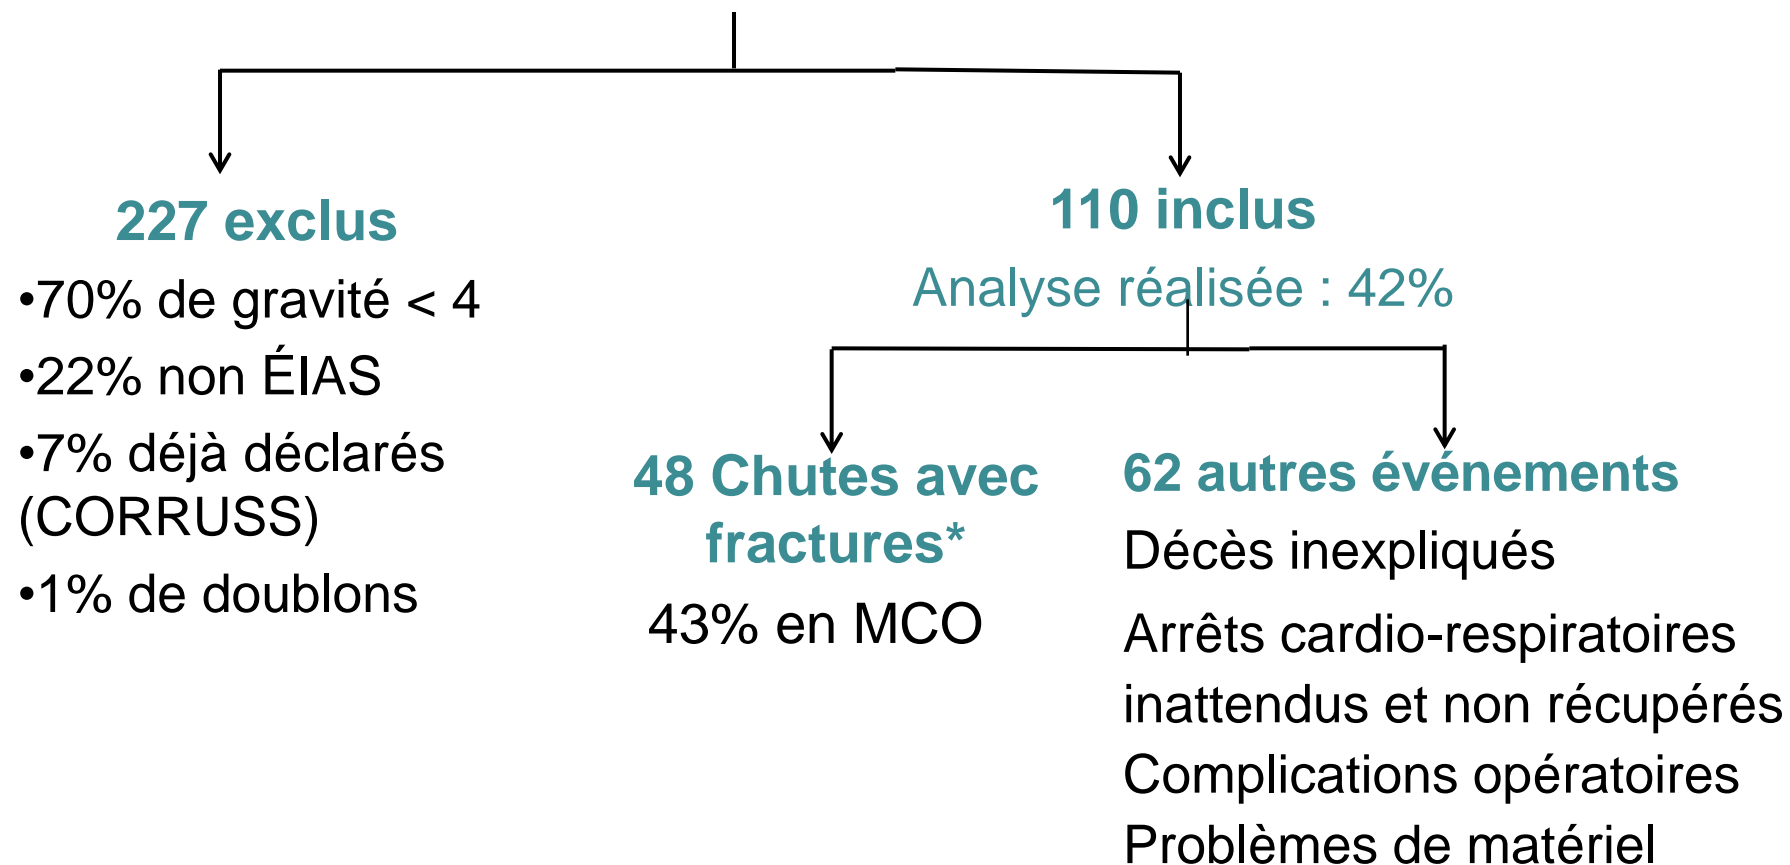 227 exclus
•70% de gravité < 4
•22% non ÉIAS
•7% déjà déclarés
(CORRUSS)
•1% de doublons
110 inclus
Analyse réalisée : 42%
48 Chutes avec
fractures*
43% en MCO
62 autres événements
Décès inexpliqués
Arrêts cardio-respiratoires
inattendus et non récupérés
Complications opératoires
Problèmes de matériel